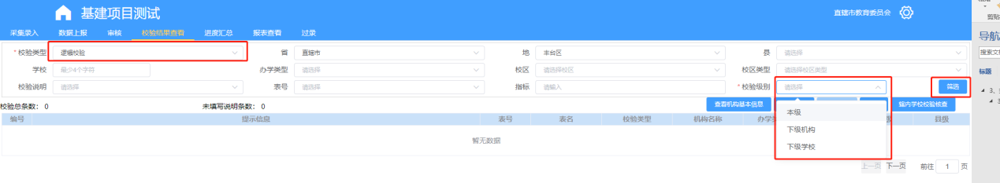 基建项目测试
直辖市教育委员会
采集录入 数据上报 审核 校验结果查看 进度汇总 报表查看 过录
* 校验类型 逻辑校验 省 直辖市 地 丰台区 县 请选择
学校 最少4个字符 办学类型 请选择 校区 请选择校区 校区类型 请选择校区类型
校验说明 请选择 表号 请选择 指标 请输入 * 校验级别 请选择 筛选
校验总条数： 0 未填写说明条数： 0 查看机构基本信息 辖内学校校验核查
编号 提示信息 表号 表名 校验类型 机构名称 办学 县级
本级
下级机构
下级学校
暂无数据
上一页 下一页 前往 1 页
剪贴
导航
搜索文
标题
3、